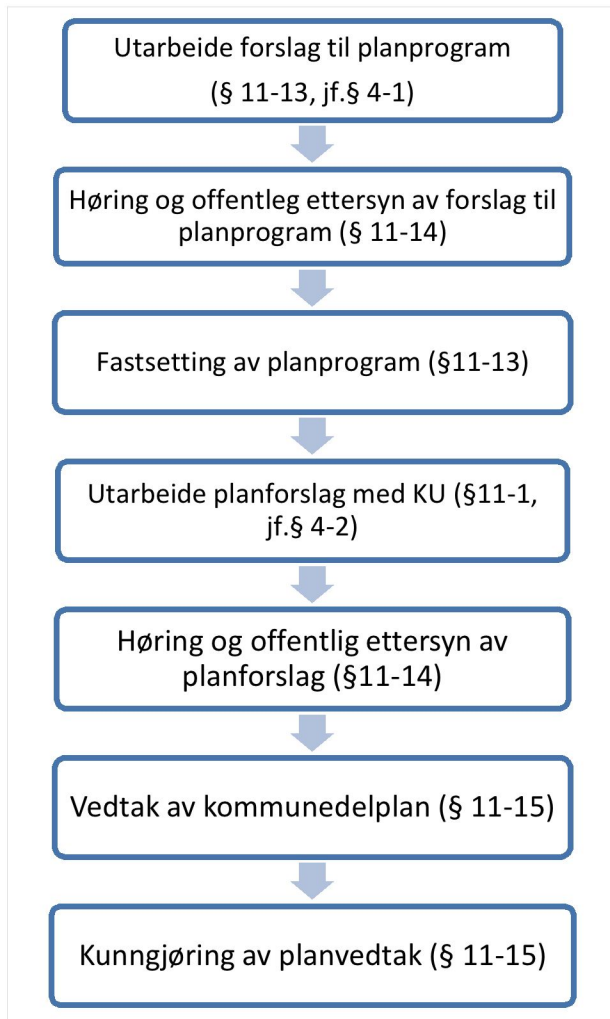 Utarbeide forslag til planprogram
(§ 11-13, jf.§ 4-1)
Høring og offentleg ettersyn av forslag til
planprogram (§ 11-14)
Fastsetting av planprogram (§11-13)
Utarbeide planforslag med KU (§11-1,
jf.§ 4-2)
Høring og offentlig ettersyn av
planforslag (§11-14)
Vedtak av kommunedelplan (§ 11-15)
Kunngjøring av planvedtak (§ 11-15)